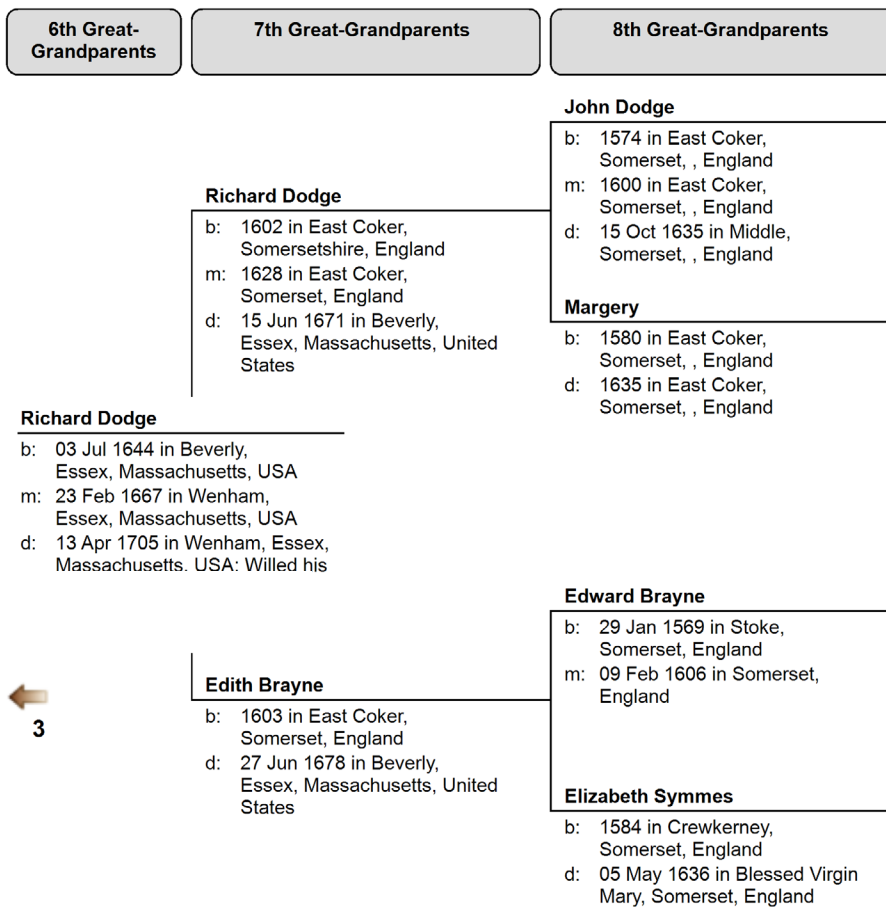 6th Great-
Grandparents
7th Great-Grandparents
8th Great-Grandparents
John Dodge
b: 1574 in East Coker,
Somerset, , England
m: 1600 in East Coker,
Somerset, , England
d: 15 Oct 1635 in Middle,
Somerset, , England
Richard Dodge
b: 1602 in East Coker,
Somersetshire, England
m: 1628 in East Coker,
Somerset, England
d: 15 Jun 1671 in Beverly,
Essex, Massachusetts, United
States
Margery
b: 1580 in East Coker,
Somerset, , England
d: 1635 in East Coker,
Somerset, , England
Richard Dodge
b: 03 Jul 1644 in Beverly,
Essex, Massachusetts, USA
m: 23 Feb 1667 in Wenham,
Essex, Massachusetts, USA
d: 13 Apr 1705 in Wenham, Essex,
Massachusetts, USA; Willed his
Edward Brayne
b: 29 Jan 1569 in Stoke,
Somerset, England
m: 09 Feb 1606 in Somerset,
England
Edith Brayne
b: 1603 in East Coker,
Somerset, England
d: 27 Jun 1678 in Beverly,
Essex, Massachusetts, United
States
3
Elizabeth Symmes
b: 1584 in Crewkerney,
Somerset, England
d: 05 May 1636 in Blessed Virgin
Mary, Somerset, England